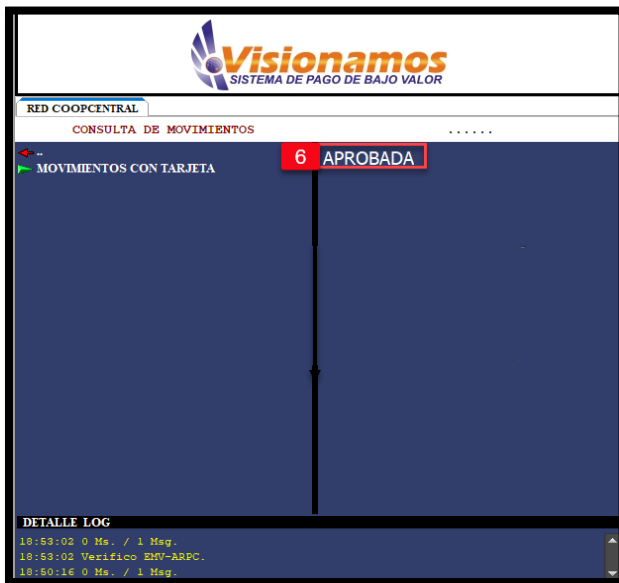 Visionamos
SISTEMA DE PAGO DE BAJO VALOR
RED COOPCENTRAL
CONSULTA DE MOVIMIENTOS ......
..
MOVIMIENTOS CON TARJETA
6 APROBADA
DETALLE LOG
18:53:02 0 Ms. / 1 Msg.
18:53:02 Verifico EMV-ARPC.
18:50:16 0 Ms. / 1 Msg.